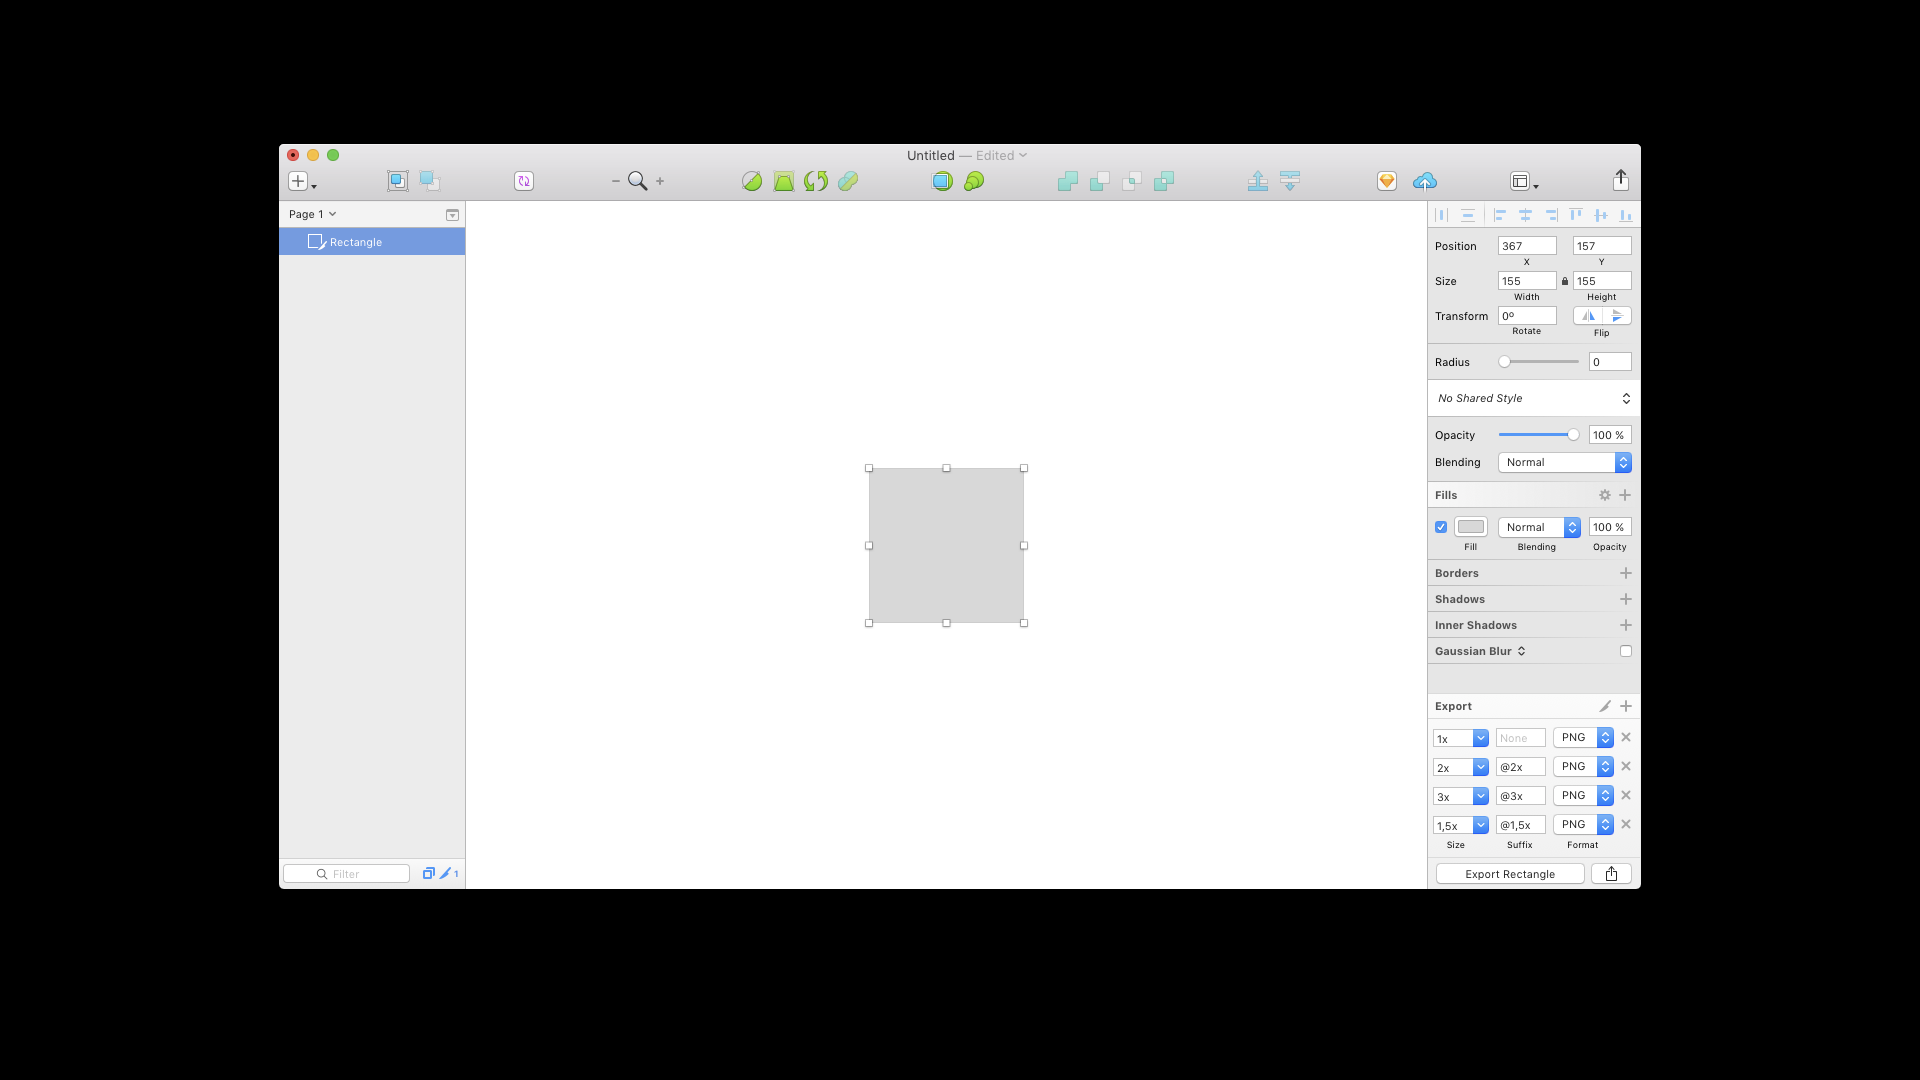 Untitled — Edited
Page 1
Rectangle
Filter
1
Position 367 157
X Y
Size 155 155
Width Height
Transform 0º
Rotate Flip
Radius 0
No Shared Style
Opacity 100 %
Blending Normal
Fills
Normal 100 %
Fill Blending Opacity
Borders
Shadows
Inner Shadows
Gaussian Blur
Export
1x None PNG
2x @2x PNG
3x @3x PNG
1,5x @1,5x PNG
Size Suffix Format
Export Rectangle